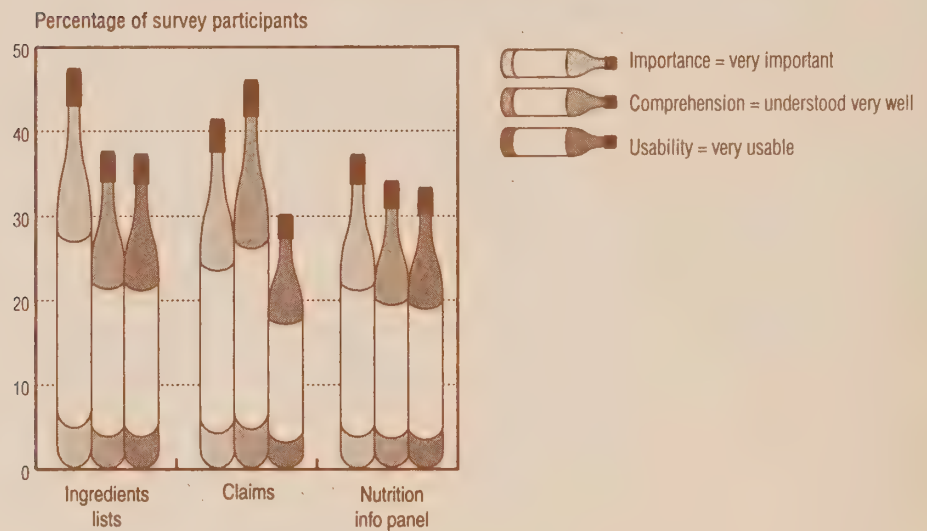 Percentage of survey participants
50
40
30
20
10
0
Ingredients
lists
Claims
Nutrition
info panel
Importance = very important
Comprehension = understood very well
Usability = very usable